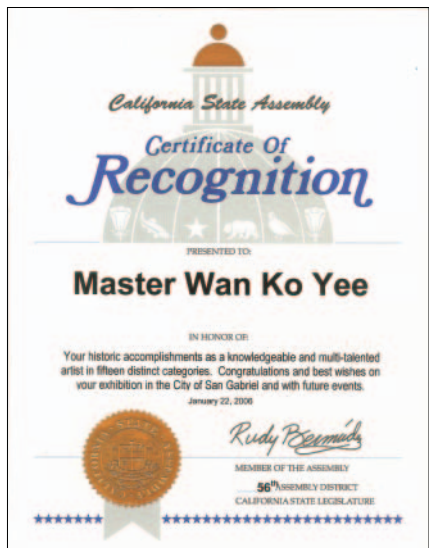 California State Assembly
Certificate Of
Recognition
PRESENTED TO:
Master Wan Ko Yee
IN HONOR OF:
Your historic accomplishments as a knowledgeable and multi-talented
artist in fifteen distinct categories. Congratulations and best wishes on
your exhibition in the City of San Gabriel and with future events.
January 22, 2006
Rudy Bermúdez
MEMBER OF THE ASSEMBLY
56th ASSEMBLY DISTRICT
CALIFORNIA STATE LEGISLATURE